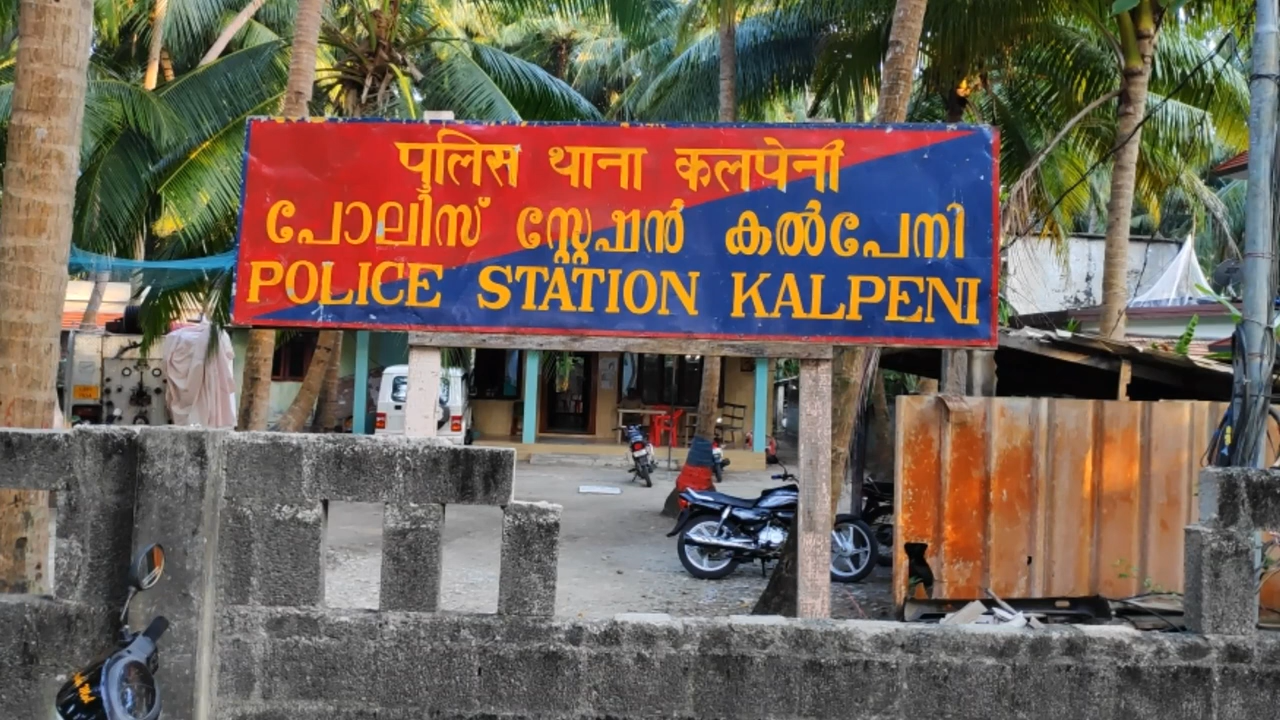 पुलिस थाना कलपेनी
പോലിസ് സ്റ്റേഷൻ കൽപേനി
POLICE STATION KALPENI